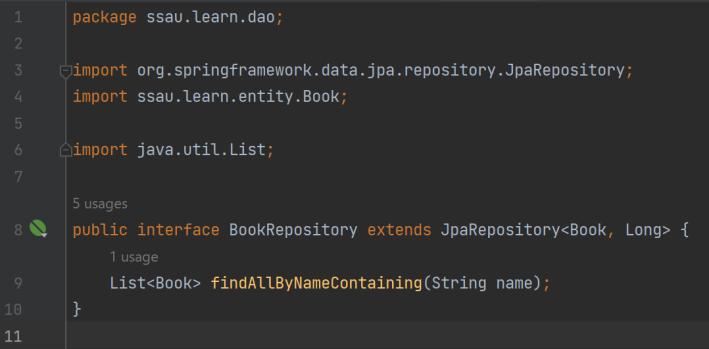 1 package ssau.learn.dao;
2
3 import org.springframework.data.jpa.repository.JpaRepository;
4 import ssau.learn.entity.Book;
5
6 import java.util.List;
7
5 usages
8 public interface BookRepository extends JpaRepository<Book, Long> {
1 usage
9 List<Book> findAllByNameContaining(String name);
10 }
11